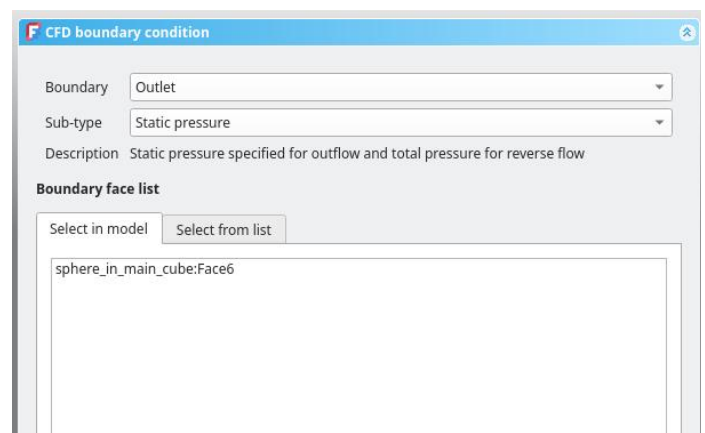 CFD boundary condition
Boundary Outlet
Sub-type Static pressure
Description Static pressure specified for outflow and total pressure for reverse flow
Boundary face list
Select in model Select from list
sphere_in_main_cube:Face6